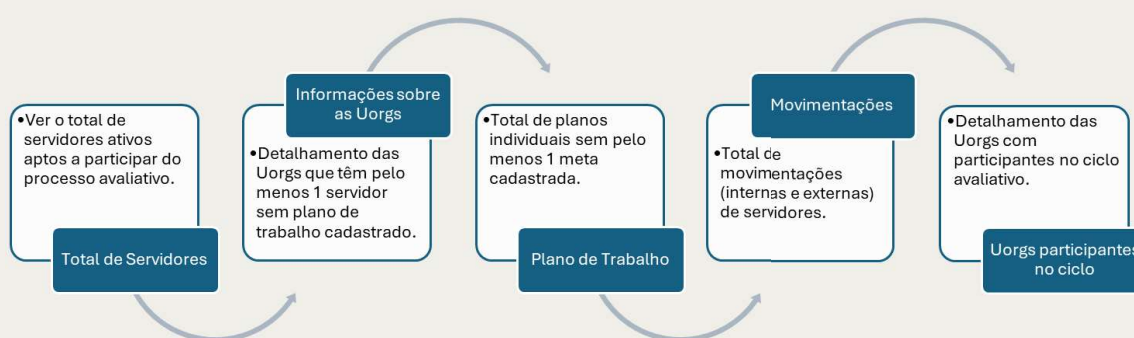 •Ver o total de
servidores ativos
aptos a participar do
processo avaliativo.
Total de Servidores
Informações sobre
as Uorgs
•Detalhamento das
Uorgs que têm pelo
menos 1 servidor
sem plano de
trabalho cadastrado.
•Total de planos
individuais sem pelo
menos 1 meta
cadastrada.
Plano de Trabalho
Movimentações
•Total de
movimentações
(internas e externas)
de servidores.
•Detalhamento das
Uorgs com
participantes no ciclo
avaliativo.
Uorgs participantes
no ciclo